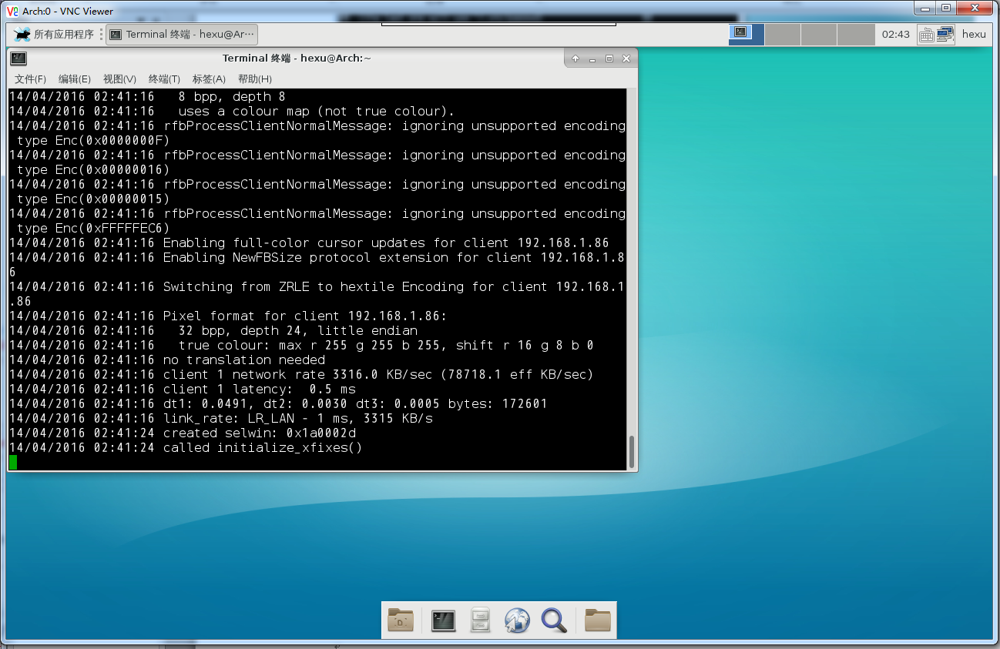 Arch:0 - VNC Viewer
所有应用程序 Terminal 终端 - hexu@Ar··· 02:43 hexu
Terminal 终端 - hexu@Arch:~
文件(F) 编辑(E) 视图(V) 终端(T) 标签(A) 帮助(H)
14/04/2016 02:41:16   8 bpp, depth 8
14/04/2016 02:41:16   uses a colour map (not true colour).
14/04/2016 02:41:16 rfbProcessClientNormalMessage: ignoring unsupported encoding
 type Enc(0x0000000F)
14/04/2016 02:41:16 rfbProcessClientNormalMessage: ignoring unsupported encoding
 type Enc(0x00000016)
14/04/2016 02:41:16 rfbProcessClientNormalMessage: ignoring unsupported encoding
 type Enc(0x00000015)
14/04/2016 02:41:16 rfbProcessClientNormalMessage: ignoring unsupported encoding
 type Enc(0xFFFFFEC6)
14/04/2016 02:41:16 Enabling full-color cursor updates for client 192.168.1.86
14/04/2016 02:41:16 Enabling NewFBSize protocol extension for client 192.168.1.8
6
14/04/2016 02:41:16 Switching from ZRLE to hextile Encoding for client 192.168.1
.86
14/04/2016 02:41:16 Pixel format for client 192.168.1.86:
14/04/2016 02:41:16   32 bpp, depth 24, little endian
14/04/2016 02:41:16   true colour: max r 255 g 255 b 255, shift r 16 g 8 b 0
14/04/2016 02:41:16 no translation needed
14/04/2016 02:41:16 client 1 network rate 3316.0 KB/sec (78718.1 eff KB/sec)
14/04/2016 02:41:16 client 1 latency:  0.5 ms
14/04/2016 02:41:16 dt1: 0.0491, dt2: 0.0030 dt3: 0.0005 bytes: 172601
14/04/2016 02:41:16 link_rate: LR_LAN - 1 ms, 3315 KB/s
14/04/2016 02:41:24 created selwin: 0x1a0002d
14/04/2016 02:41:24 called initialize_xfixes()